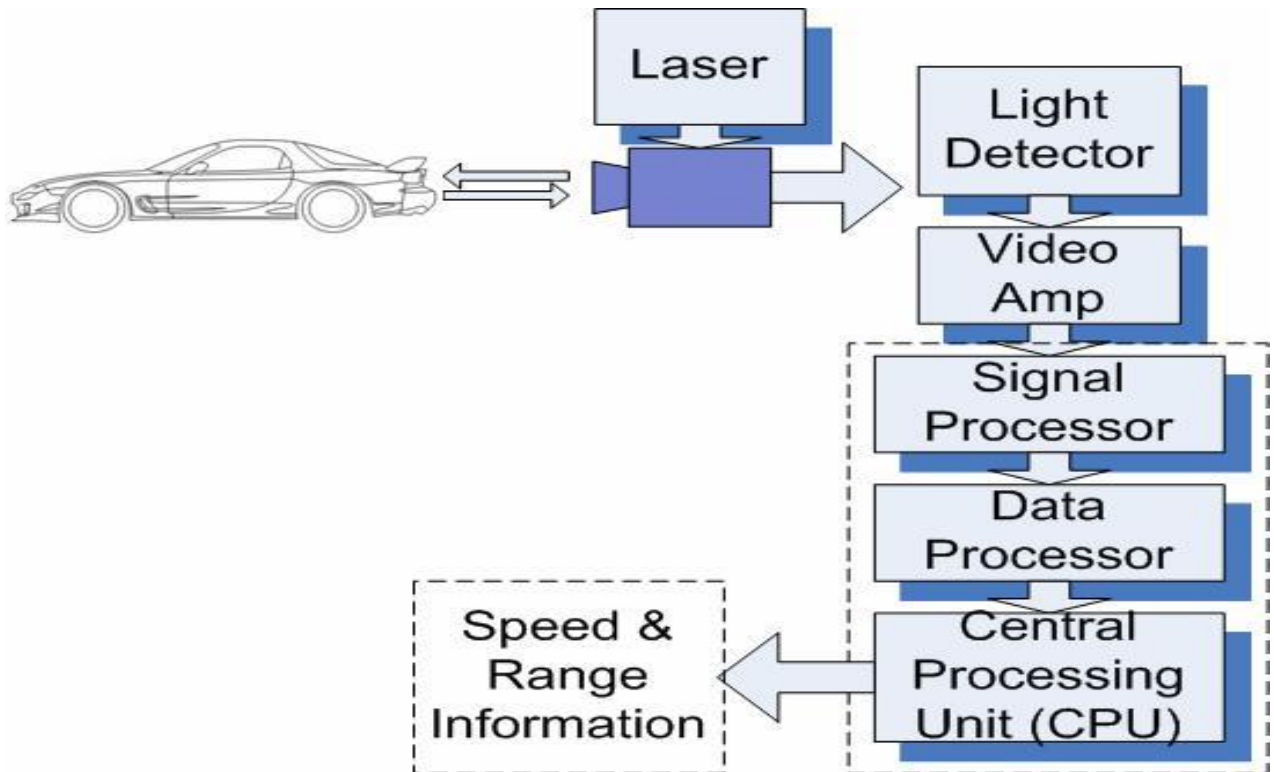 Laser
Light
Detector
Video
Amp
Signal
Processor
Data
Processor
Central
Processing
Unit (CPU)
Speed &
Range
Information